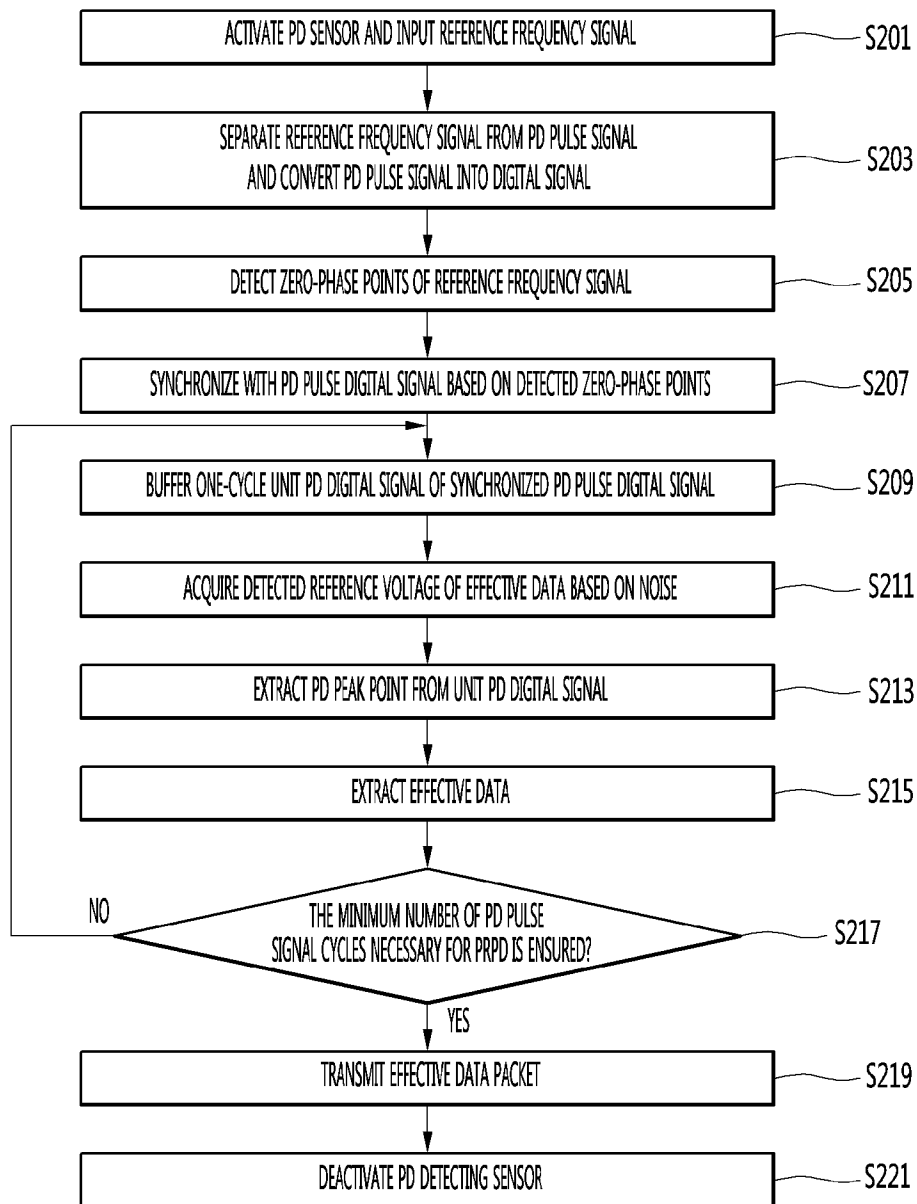 ACTIVATE PD SENSOR AND INPUT REFERENCE FREQUENCY SIGNAL
S201
SEPARATE REFERENCE FREQUENCY SIGNAL FROM PD PULSE SIGNAL
AND CONVERT PD PULSE SIGNAL INTO DIGITAL SIGNAL
S203
DETECT ZERO-PHASE POINTS OF REFERENCE FREQUENCY SIGNAL
S205
SYNCHRONIZE WITH PD PULSE DIGITAL SIGNAL BASED ON DETECTED ZERO-PHASE POINTS
S207
BUFFER ONE-CYCLE UNIT PD DIGITAL SIGNAL OF SYNCHRONIZED PD PULSE DIGITAL SIGNAL
S209
ACQUIRE DETECTED REFERENCE VOLTAGE OF EFFECTIVE DATA BASED ON NOISE
S211
EXTRACT PD PEAK POINT FROM UNIT PD DIGITAL SIGNAL
S213
EXTRACT EFFECTIVE DATA
S215
NO
THE MINIMUM NUMBER OF PD PULSE
SIGNAL CYCLES NECESSARY FOR PRPD IS ENSURED?
S217
YES
TRANSMIT EFFECTIVE DATA PACKET
S219
DEACTIVATE PD DETECTING SENSOR
S221